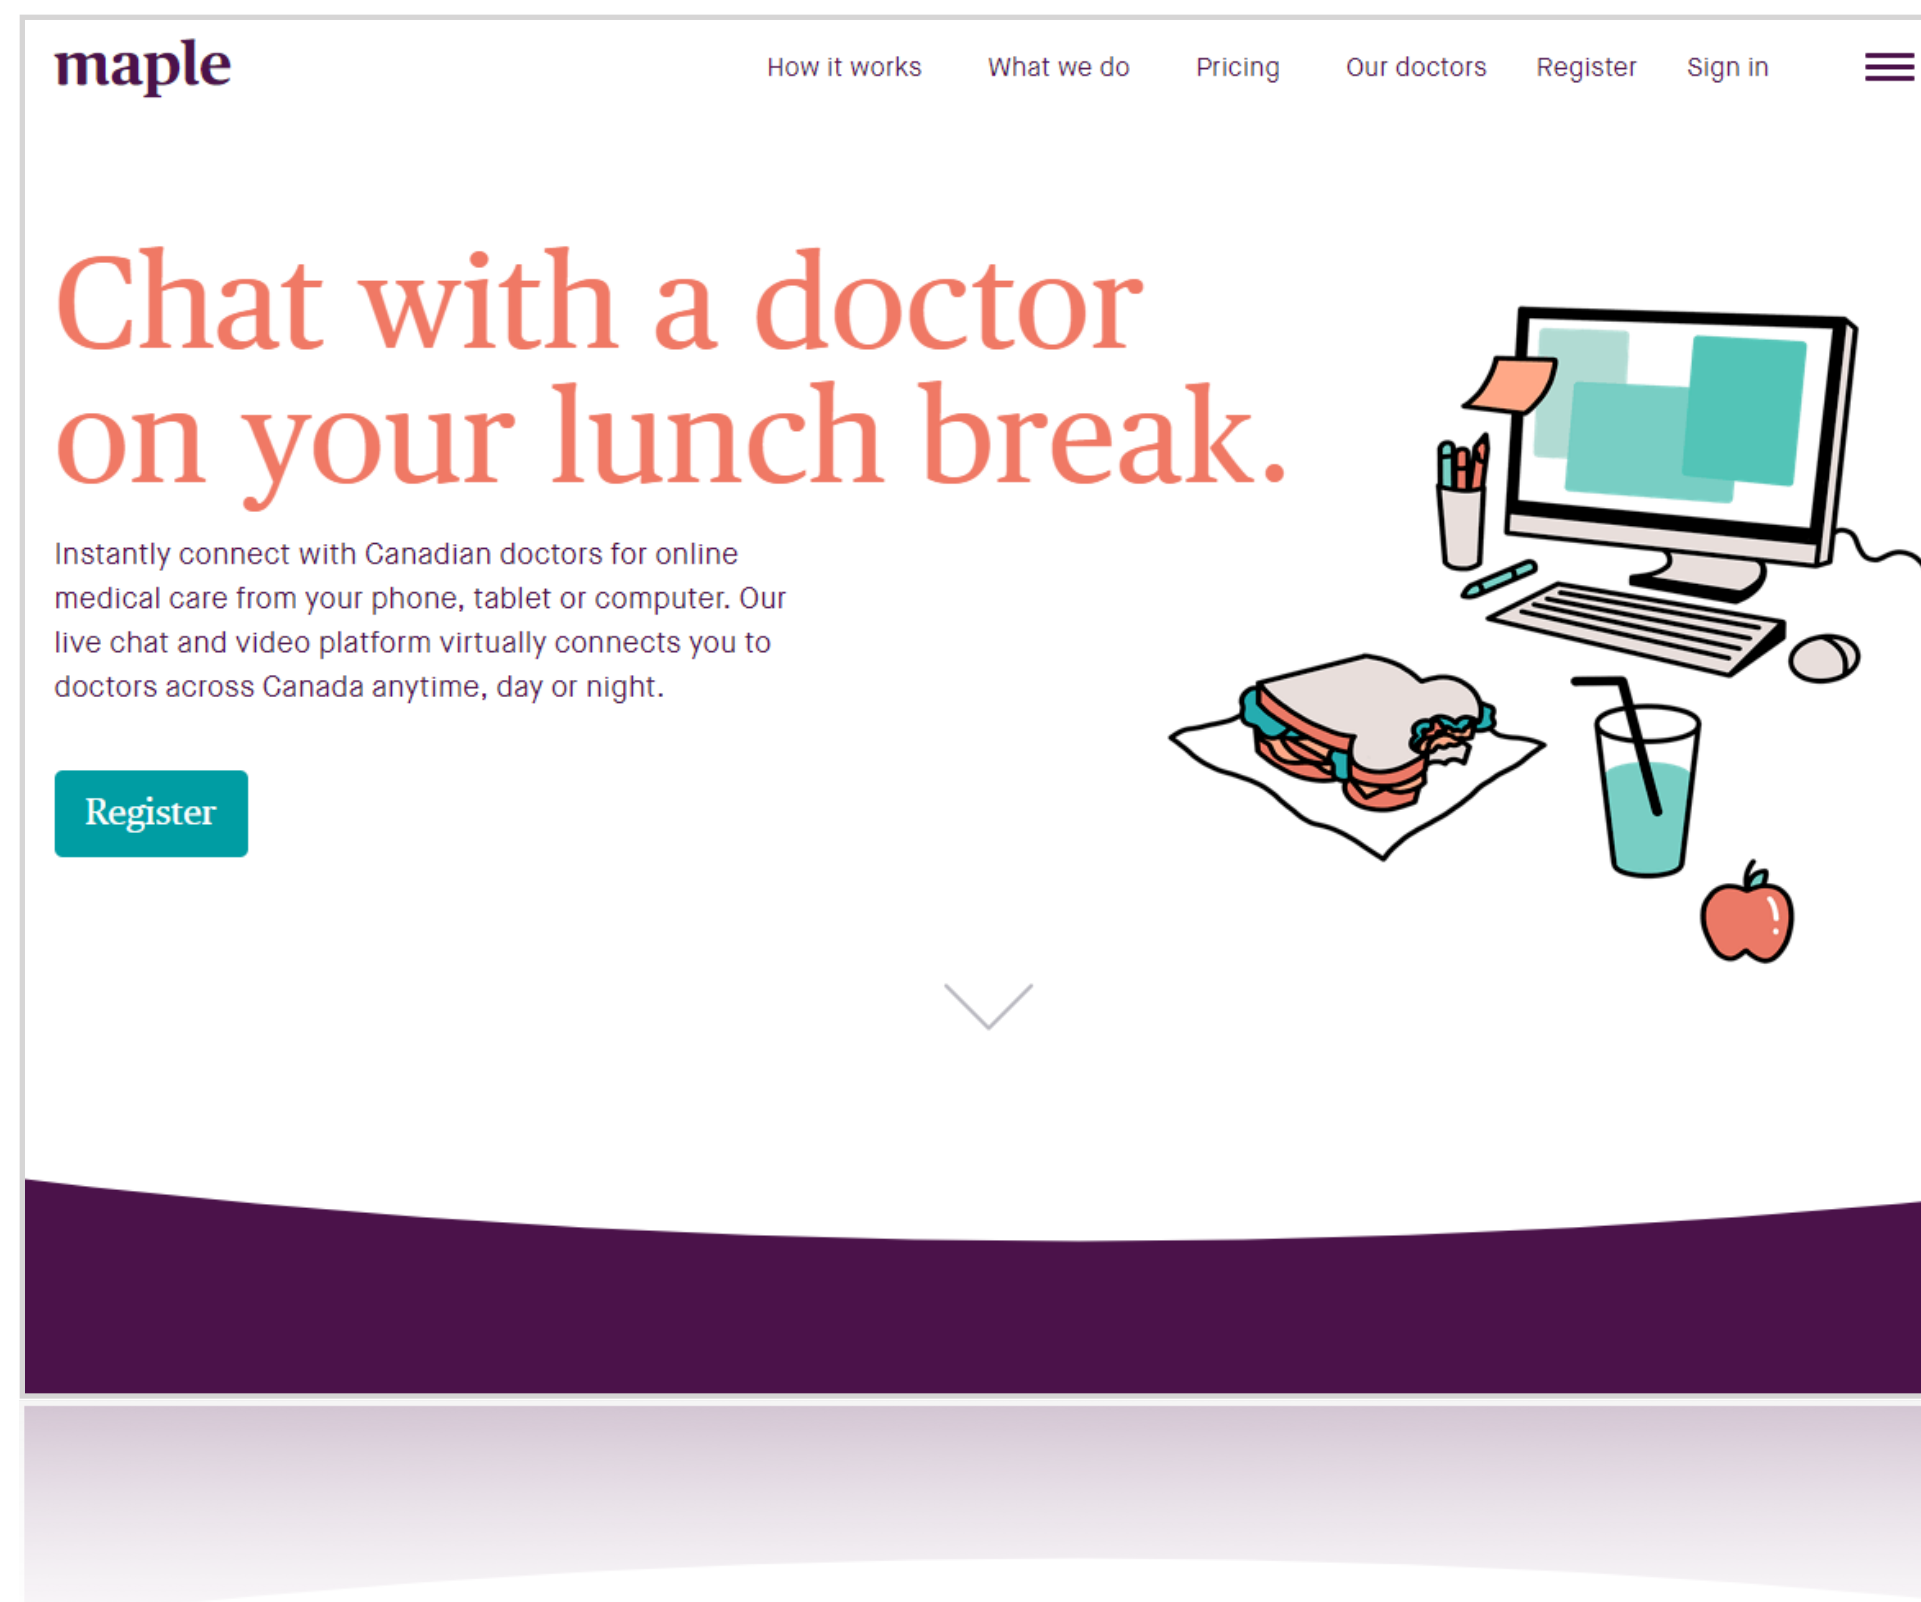 maple
How it works What we do Pricing Our doctors Register Sign in
Chat with a doctor
on your lunch break.
Instantly connect with Canadian doctors for online
medical care from your phone, tablet or computer. Our
live chat and video platform virtually connects you to
doctors across Canada anytime, day or night.
Register